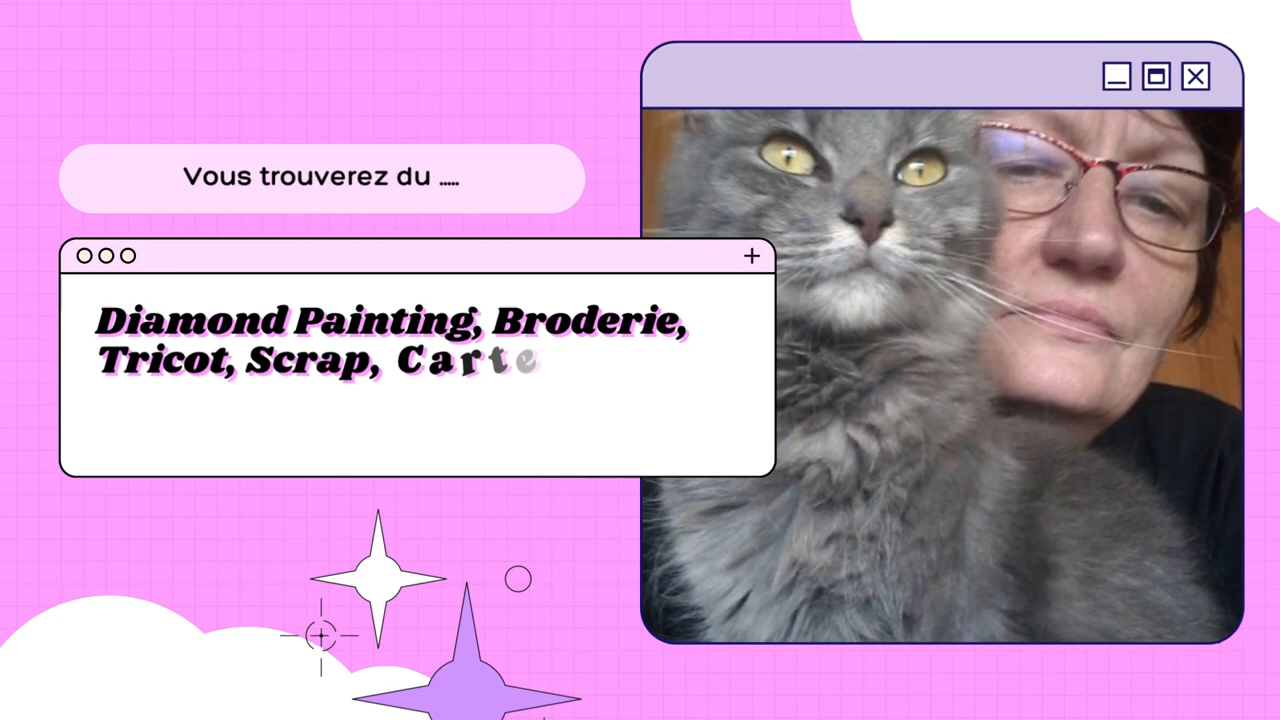 Vous trouverez du .....
Diamond Painting, Broderie,
Tricot, Scrap, Carte